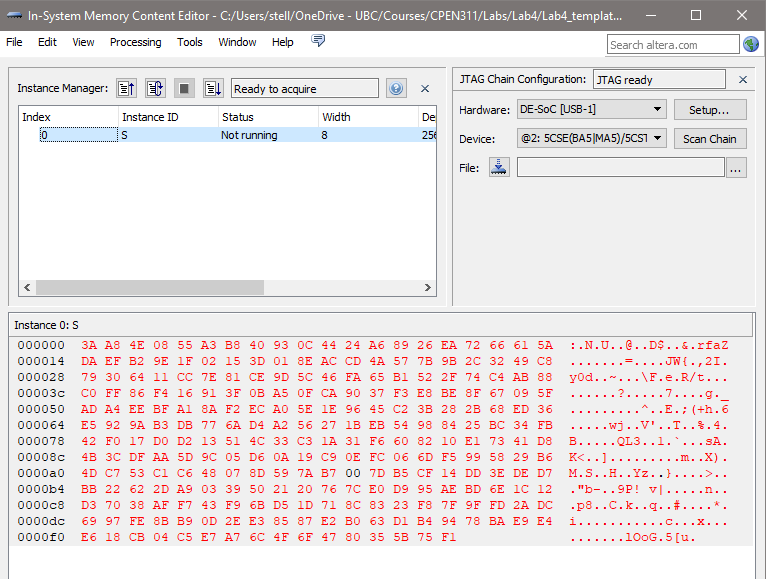 In-System Memory Content Editor - C:/Users/stell/OneDrive - UBC/Courses/CPEN311/Labs/Lab4/Lab4_templat...
File Edit View Processing Tools Window Help
Search altera.com
Instance Manager: Ready to acquire
Index Instance ID Status Width De
0 S Not running 8 256
JTAG Chain Configuration: JTAG ready
Hardware: DE-SoC [USB-1] Setup...
Device: @2: 5CSE(BA5|MA5)/5CST Scan Chain
File: ...
Instance 0: S
000000 3A A8 4E 08 55 A3 B8 40 93 0C 44 24 A6 89 26 EA 72 66 61 5A :.N.U..@..D$..&.rfaZ
000014 DA EF B2 9E 1F 02 15 3D 01 8E AC CD 4A 57 7B 9B 2C 32 49 C8 .......=....JW{.,2I.
000028 79 30 64 11 CC 7E 81 CE 9D 5C 46 FA 65 B1 52 2F 74 C4 AB 88 y0d..~...\F.e.R/t...
00003c C0 FF 86 F4 16 91 3F 0B A5 0F CA 90 37 F3 E8 BE 8F 67 09 5F ......?.....7....g._
000050 AD A4 EE BF A1 8A F2 EC A0 5E 1E 96 45 C2 3B 28 2B 68 ED 36 .........^..E.;(+h.6
000064 E5 92 9A B3 DB 77 6A D4 A2 56 27 1B EB 54 98 84 25 BC 34 FB .....wj..V'..T..%.4.
000078 42 F0 17 D0 D2 13 51 4C 33 C3 1A 31 F6 60 82 10 E1 73 41 D8 B.....QL3..1.`...sA.
00008c 4B 3C DF AA 5D 9C 05 D6 0A 19 C9 0E FC 06 6D F5 99 58 29 B6 K<..].........m..X).
0000a0 4D C7 53 C1 C6 48 07 8D 59 7A B7 00 7D B5 CF 14 DD 3E DE D7 M.S..H..Yz..}....>..
0000b4 BB 22 62 2D A9 03 39 50 21 20 76 7C E0 D9 95 AE BD 6E 1C 12 ."b-..9P! v|.....n..
0000c8 D3 70 38 AF F7 43 F9 6B D5 1D 71 8C 83 23 F8 7F 9F FD 2A DC .p8..C.k..q..#....*.
0000dc 69 97 FE 8B B9 0D 2E E3 85 87 E2 B0 63 D1 B4 94 78 BA E9 E4 i...........c...x...
0000f0 E6 18 CB 04 C5 E7 A7 6C 4F 6F 47 80 35 5B 75 F1 .......lOoG.5[u.